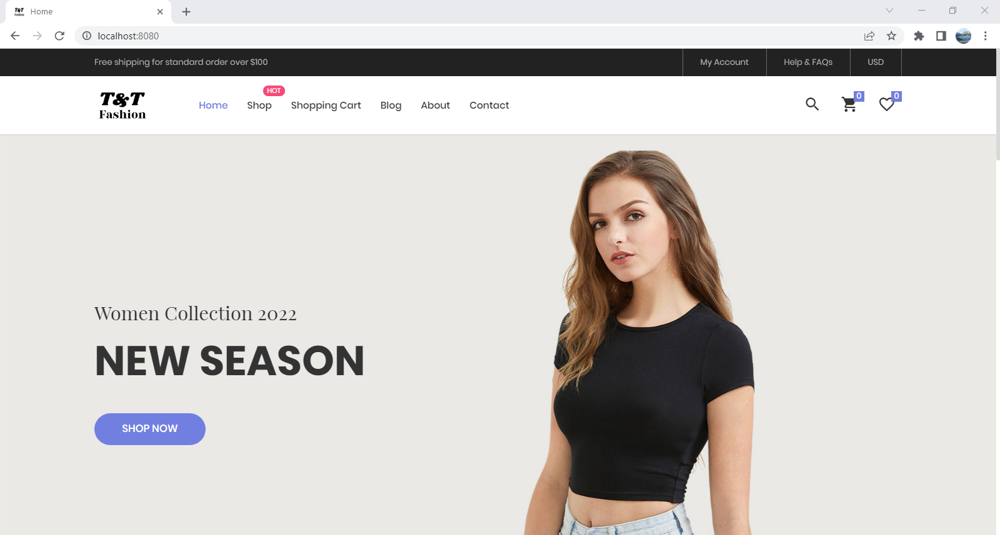 T&T Fashion Home
localhost:8080
Free shipping for standard order over $100 My Account Help & FAQs USD
HOT
T&T
Fashion
Home Shop Shopping Cart Blog About Contact 0 0
Women Collection 2022
NEW SEASON
SHOP NOW